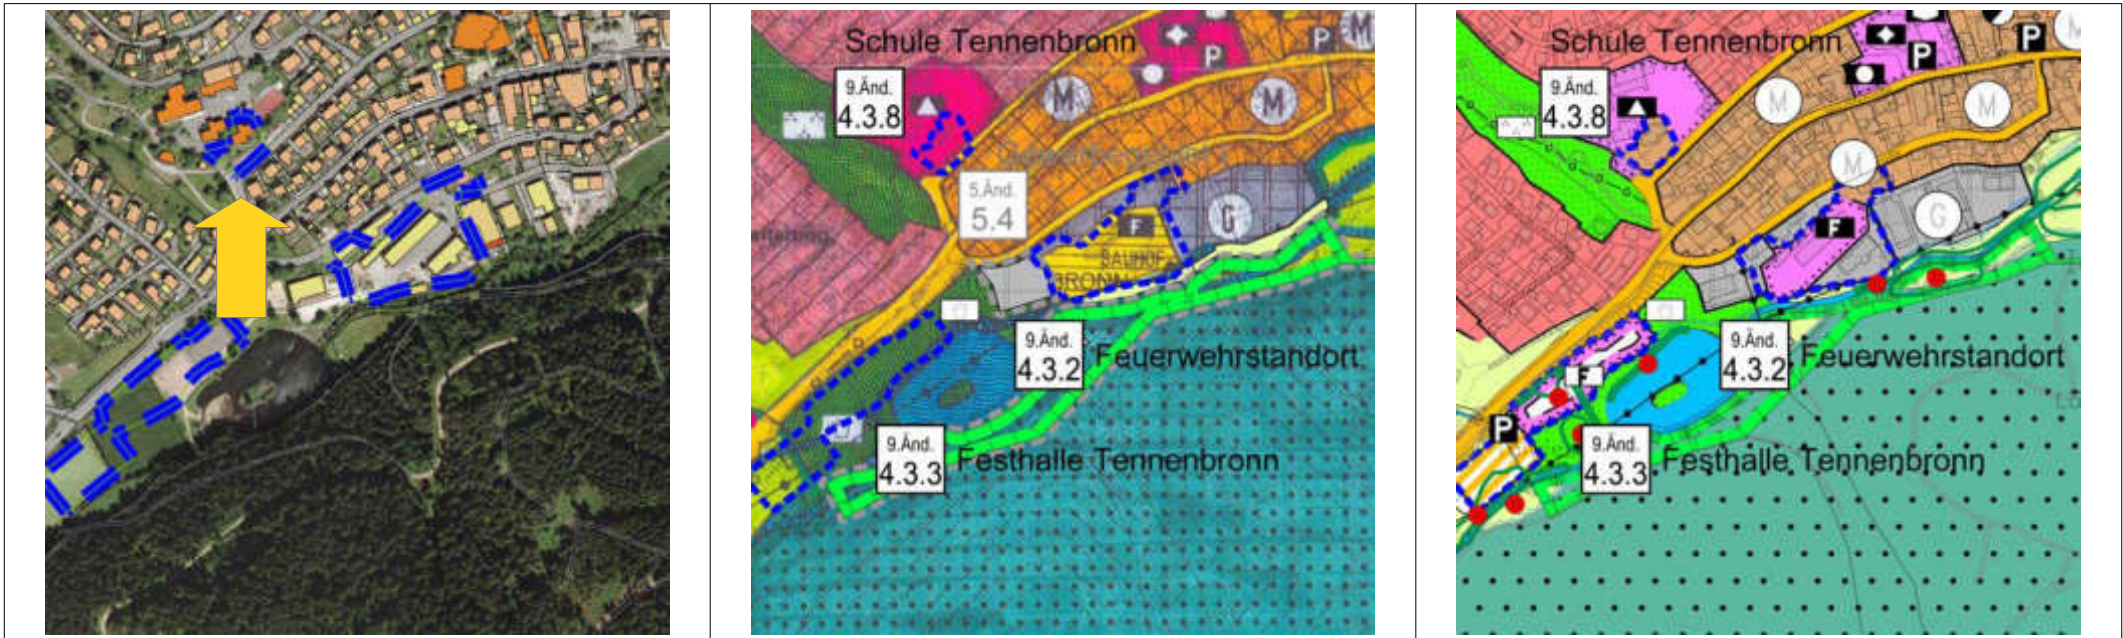 Schule Tennenbronn
P
M
9.Änd.
4.3.8
M
M
5.Änd.
5.4
G
F
BAUHOF
BRONN
9.Änd.
4.3.2
Feuerwehrstandort
9.Änd.
4.3.3
Festhalle Tennenbronn
Schule Tennenbronn
P
P
M
9.Änd.
4.3.8
M
M
M
G
F
9.Änd.
4.3.2
Feuerwehrstandort
F
P
9.Änd.
4.3.3
Festhalle Tennenbronn